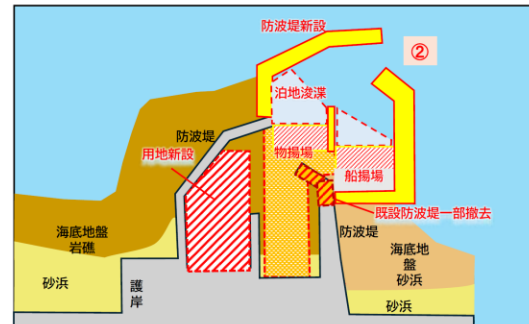 防波堤新設
②
泊地浚渫
防波堤
物揚場
用地新設
船揚場
既設防波堤一部撤去
海底地盤
岩礁
防波堤
海底地
盤
砂浜
砂浜
護
岸
砂浜